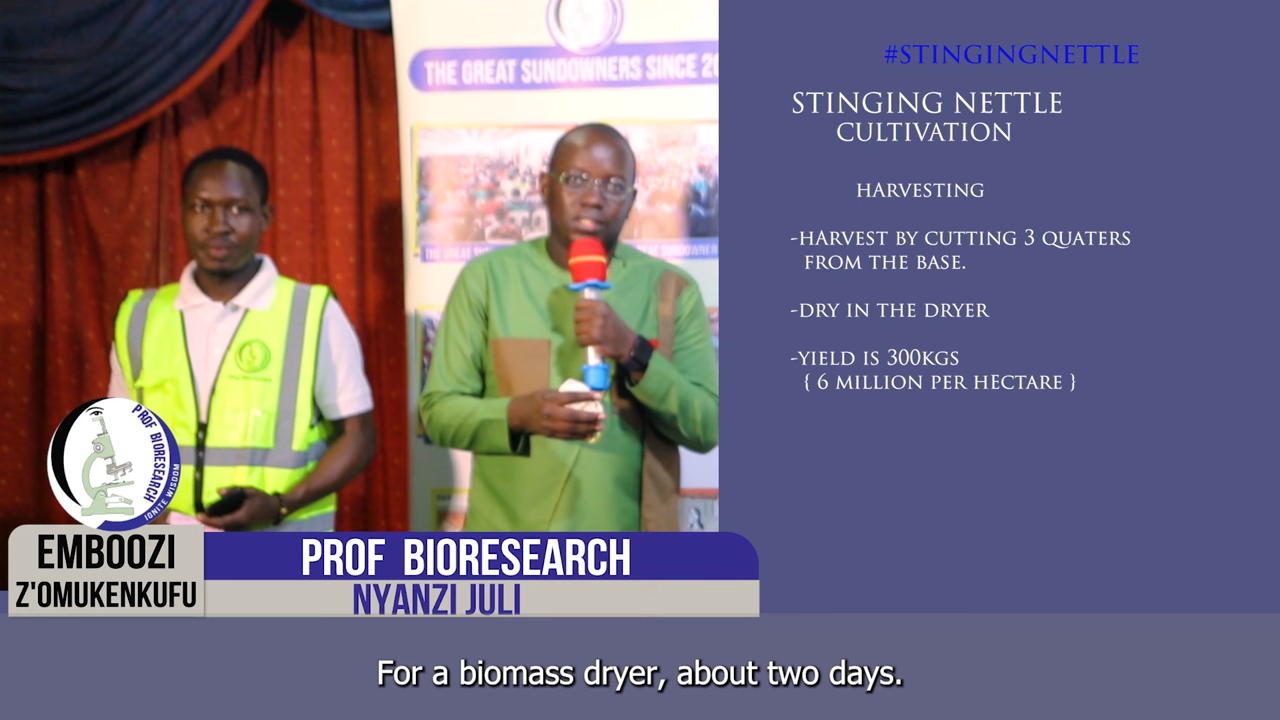 THE GREAT SUNDOWNERS SINCE 20
#STINGINGNETTLE
STINGING NETTLE
CULTIVATION
HARVESTING
-HARVEST BY CUTTING 3 QUATERS
FROM THE BASE.
-DRY IN THE DRYER
-YIELD IS 300KGS
{ 6 MILLION PER HECTARE }
PROF BIORESEARCH
IGNITE WISDOM
EMBOOZI
Z'OMUKENKUFU
PROF BIORESEARCH
NYANZI JULI
For a biomass dryer, about two days.